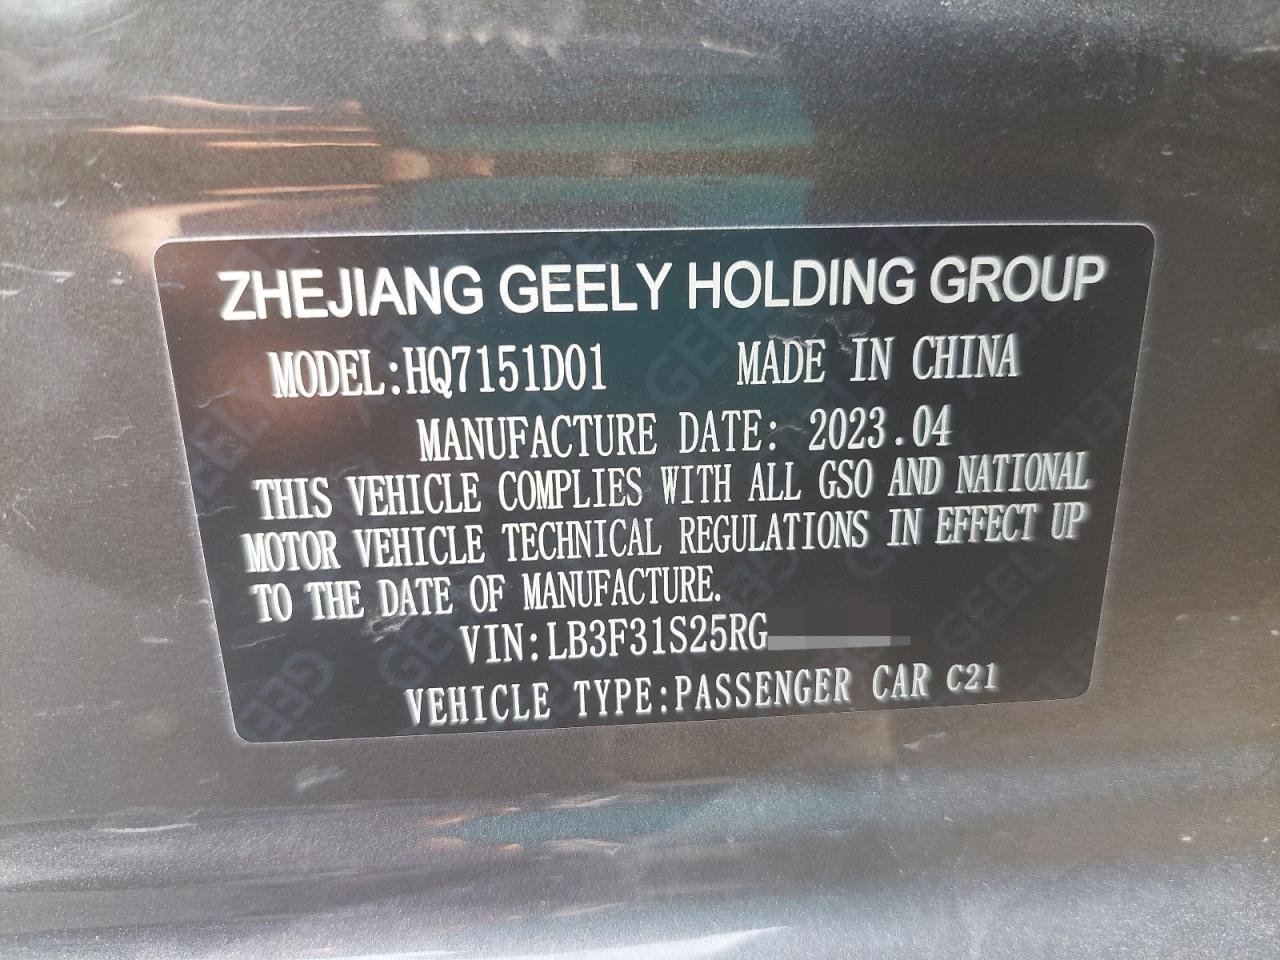 ZHEJIANG GEELY HOLDING GROUP
MODEL:HQ7151D01 MADE IN CHINA
MANUFACTURE DATE: 2023.04
THIS VEHICLE COMPLIES WITH ALL GSO AND NATIONAL
MOTOR VEHICLE TECHNICAL REGULATIONS IN EFFECT UP
TO THE DATE OF MANUFACTURE.
VIN:LB3F31S25RG
VEHICLE TYPE:PASSENGER CAR C21